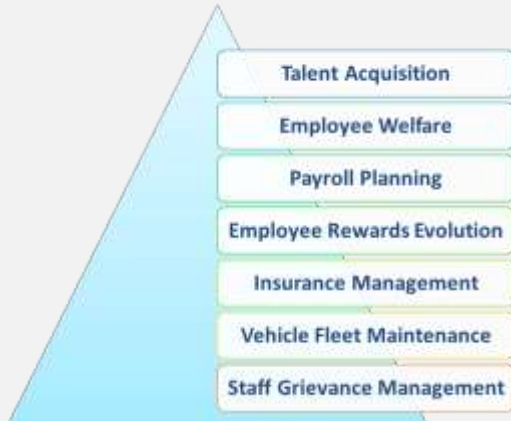 Talent Acquisition
Employee Welfare
Payroll Planning
Employee Rewards Evolution
Insurance Management
Vehicle Fleet Maintenance
Staff Grievance Management